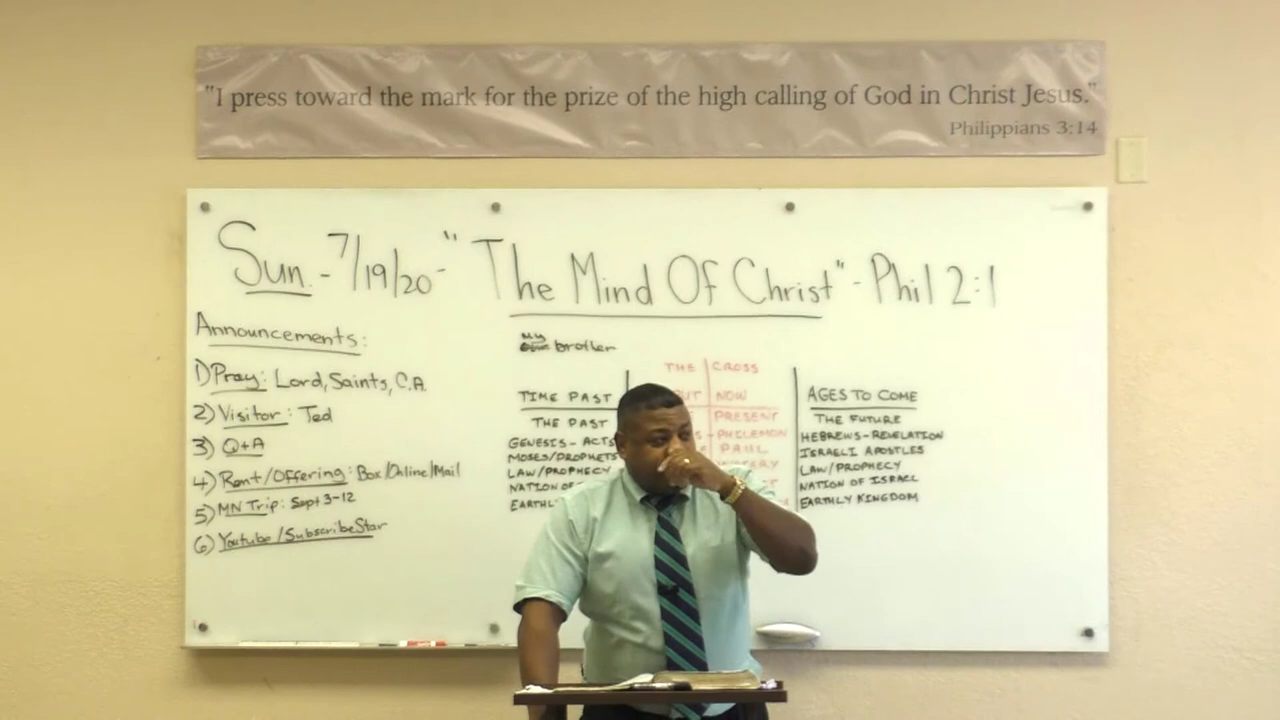 "I press toward the mark for the prize of the high calling of God in Christ Jesus."
Philippians 3:14
Sun. - 7/19/20 - "The Mind Of Christ" - Phil 2:1
Announcements:
1) Pray: Lord, Saints, C.A.
2) Visitor: Ted
3) Q+A
4) Rent/Offering: Box/Online/Mail
5) MN Trip: Sept 3-12
6) Youtube/SubscribeStar
My
broiler
THE CROSS
TIME PAST
THE PAST
GENESIS - ACTS
MOSES/PROPHETS
LAW/PROPHECY
NATION OF
NOW
PRESENT
PHILEMON
PAUL
AGES TO COME
THE FUTURE
HEBREWS - REVELATION
ISRAELI APOSTLES
LAW/PROPHECY
NATION OF ISRAEL
EARTHLY KINGDOM